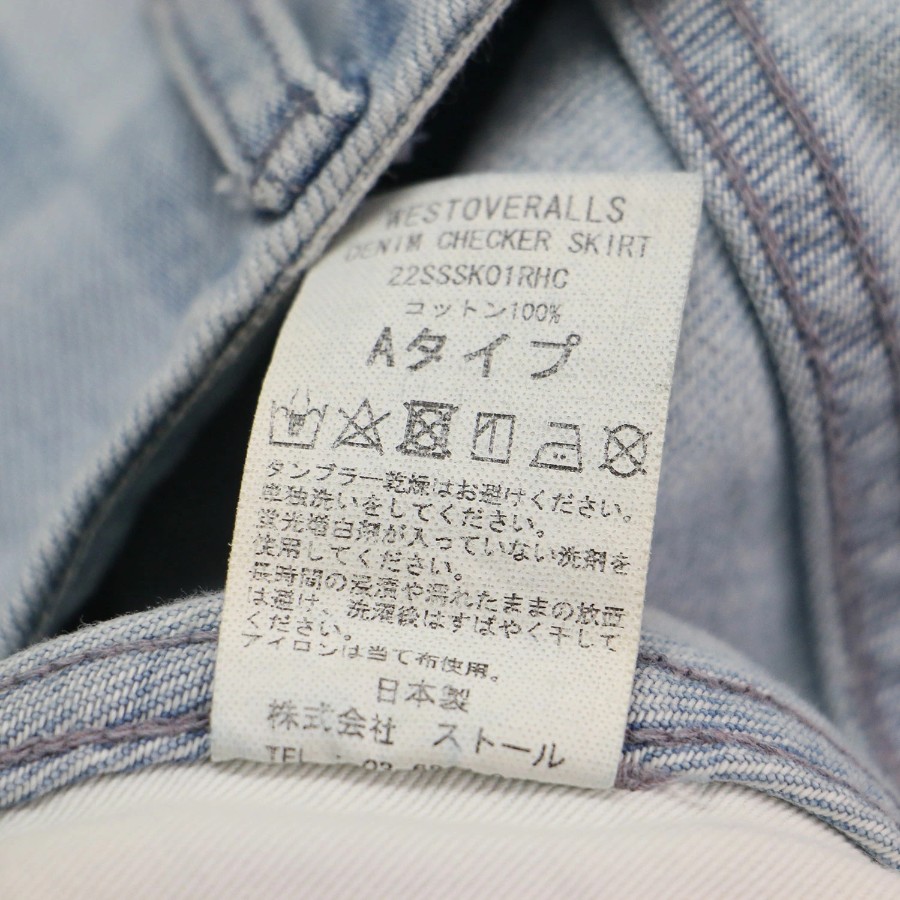 WESTOVERALLS
DENIM CHECKER SKIRT
22SSSK01RHC
コットン100%
Aタイプ
タンブラー乾燥はお避けください。
単独洗いをしてください。
蛍光増白剤が入っていない洗剤を
使用してください。
長時間の浸漬や濡れたままの放置
は避け、洗濯後はすばやく干して
ください。
アイロンは当て布使用。
日本製
株式会社 ストール
TEL : 03